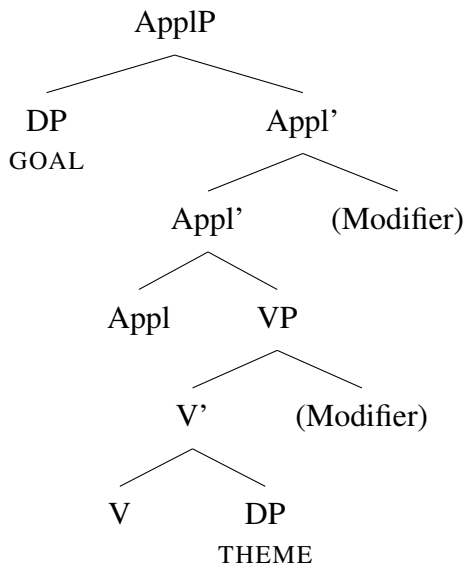 ApplP
DP Appl’
GOAL
Appl’ (Modifier)
Appl VP
V’ (Modifier)
V DP
THEME